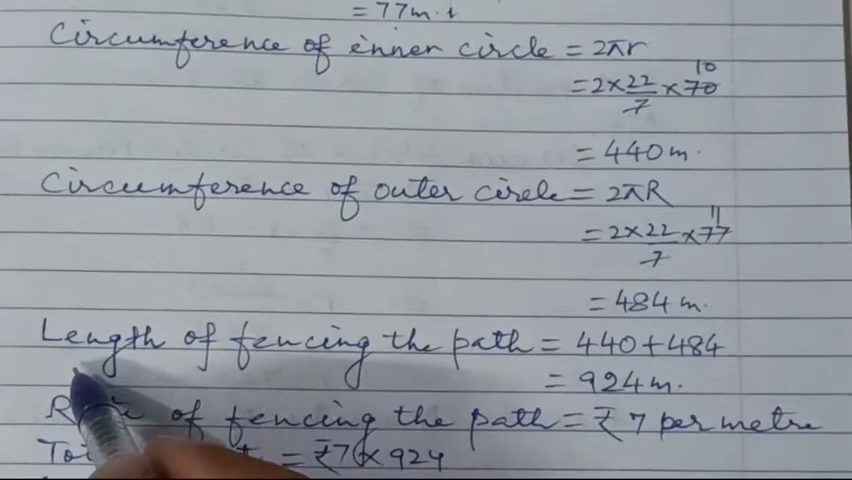 = 77m.
Circumference of inner circle = 2πr
= 2 × 22/7 × 70 10
= 440m.
Circumference of outer circle = 2πR
= 2 × 22/7 × 77 11
= 484 m.
Length of fencing the path = 440 + 484
= 924 m.
of fencing the path = ₹ 7 per metre
= ₹7 × 924